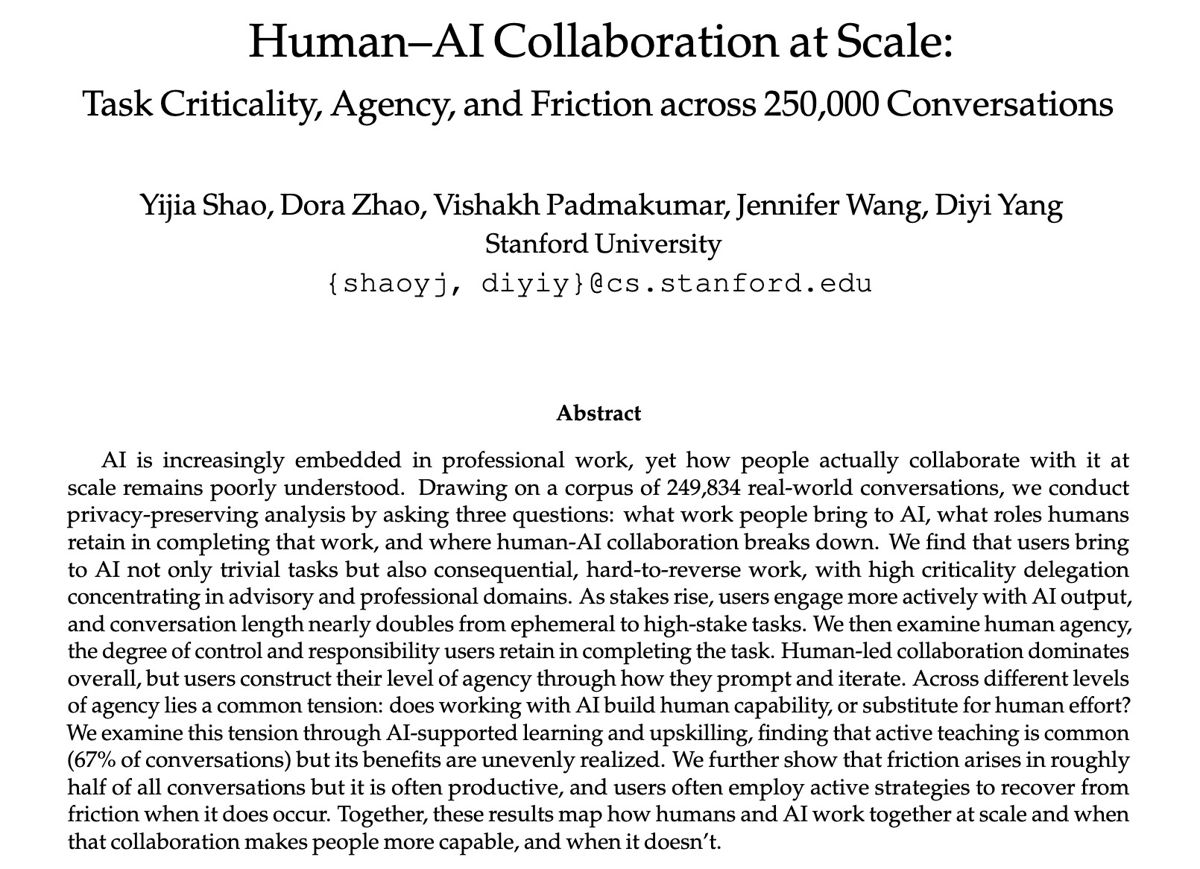 Human–AI Collaboration at Scale:
Task Criticality, Agency, and Friction across 250,000 Conversations
Yijia Shao, Dora Zhao, Vishakh Padmakumar, Jennifer Wang, Diyi Yang
Stanford University
{shaoyj, diyiy}@cs.stanford.edu
Abstract
AI is increasingly embedded in professional work, yet how people actually collaborate with it at
scale remains poorly understood. Drawing on a corpus of 249,834 real-world conversations, we conduct
privacy-preserving analysis by asking three questions: what work people bring to AI, what roles humans
retain in completing that work, and where human-AI collaboration breaks down. We find that users bring
to AI not only trivial tasks but also consequential, hard-to-reverse work, with high criticality delegation
concentrating in advisory and professional domains. As stakes rise, users engage more actively with AI output,
and conversation length nearly doubles from ephemeral to high-stake tasks. We then examine human agency,
the degree of control and responsibility users retain in completing the task. Human-led collaboration dominates
overall, but users construct their level of agency through how they prompt and iterate. Across different levels
of agency lies a common tension: does working with AI build human capability, or substitute for human effort?
We examine this tension through AI-supported learning and upskilling, finding that active teaching is common
(67% of conversations) but its benefits are unevenly realized. We further show that friction arises in roughly
half of all conversations but it is often productive, and users often employ active strategies to recover from
friction when it does occur. Together, these results map how humans and AI work together at scale and when
that collaboration makes people more capable, and when it doesn't.